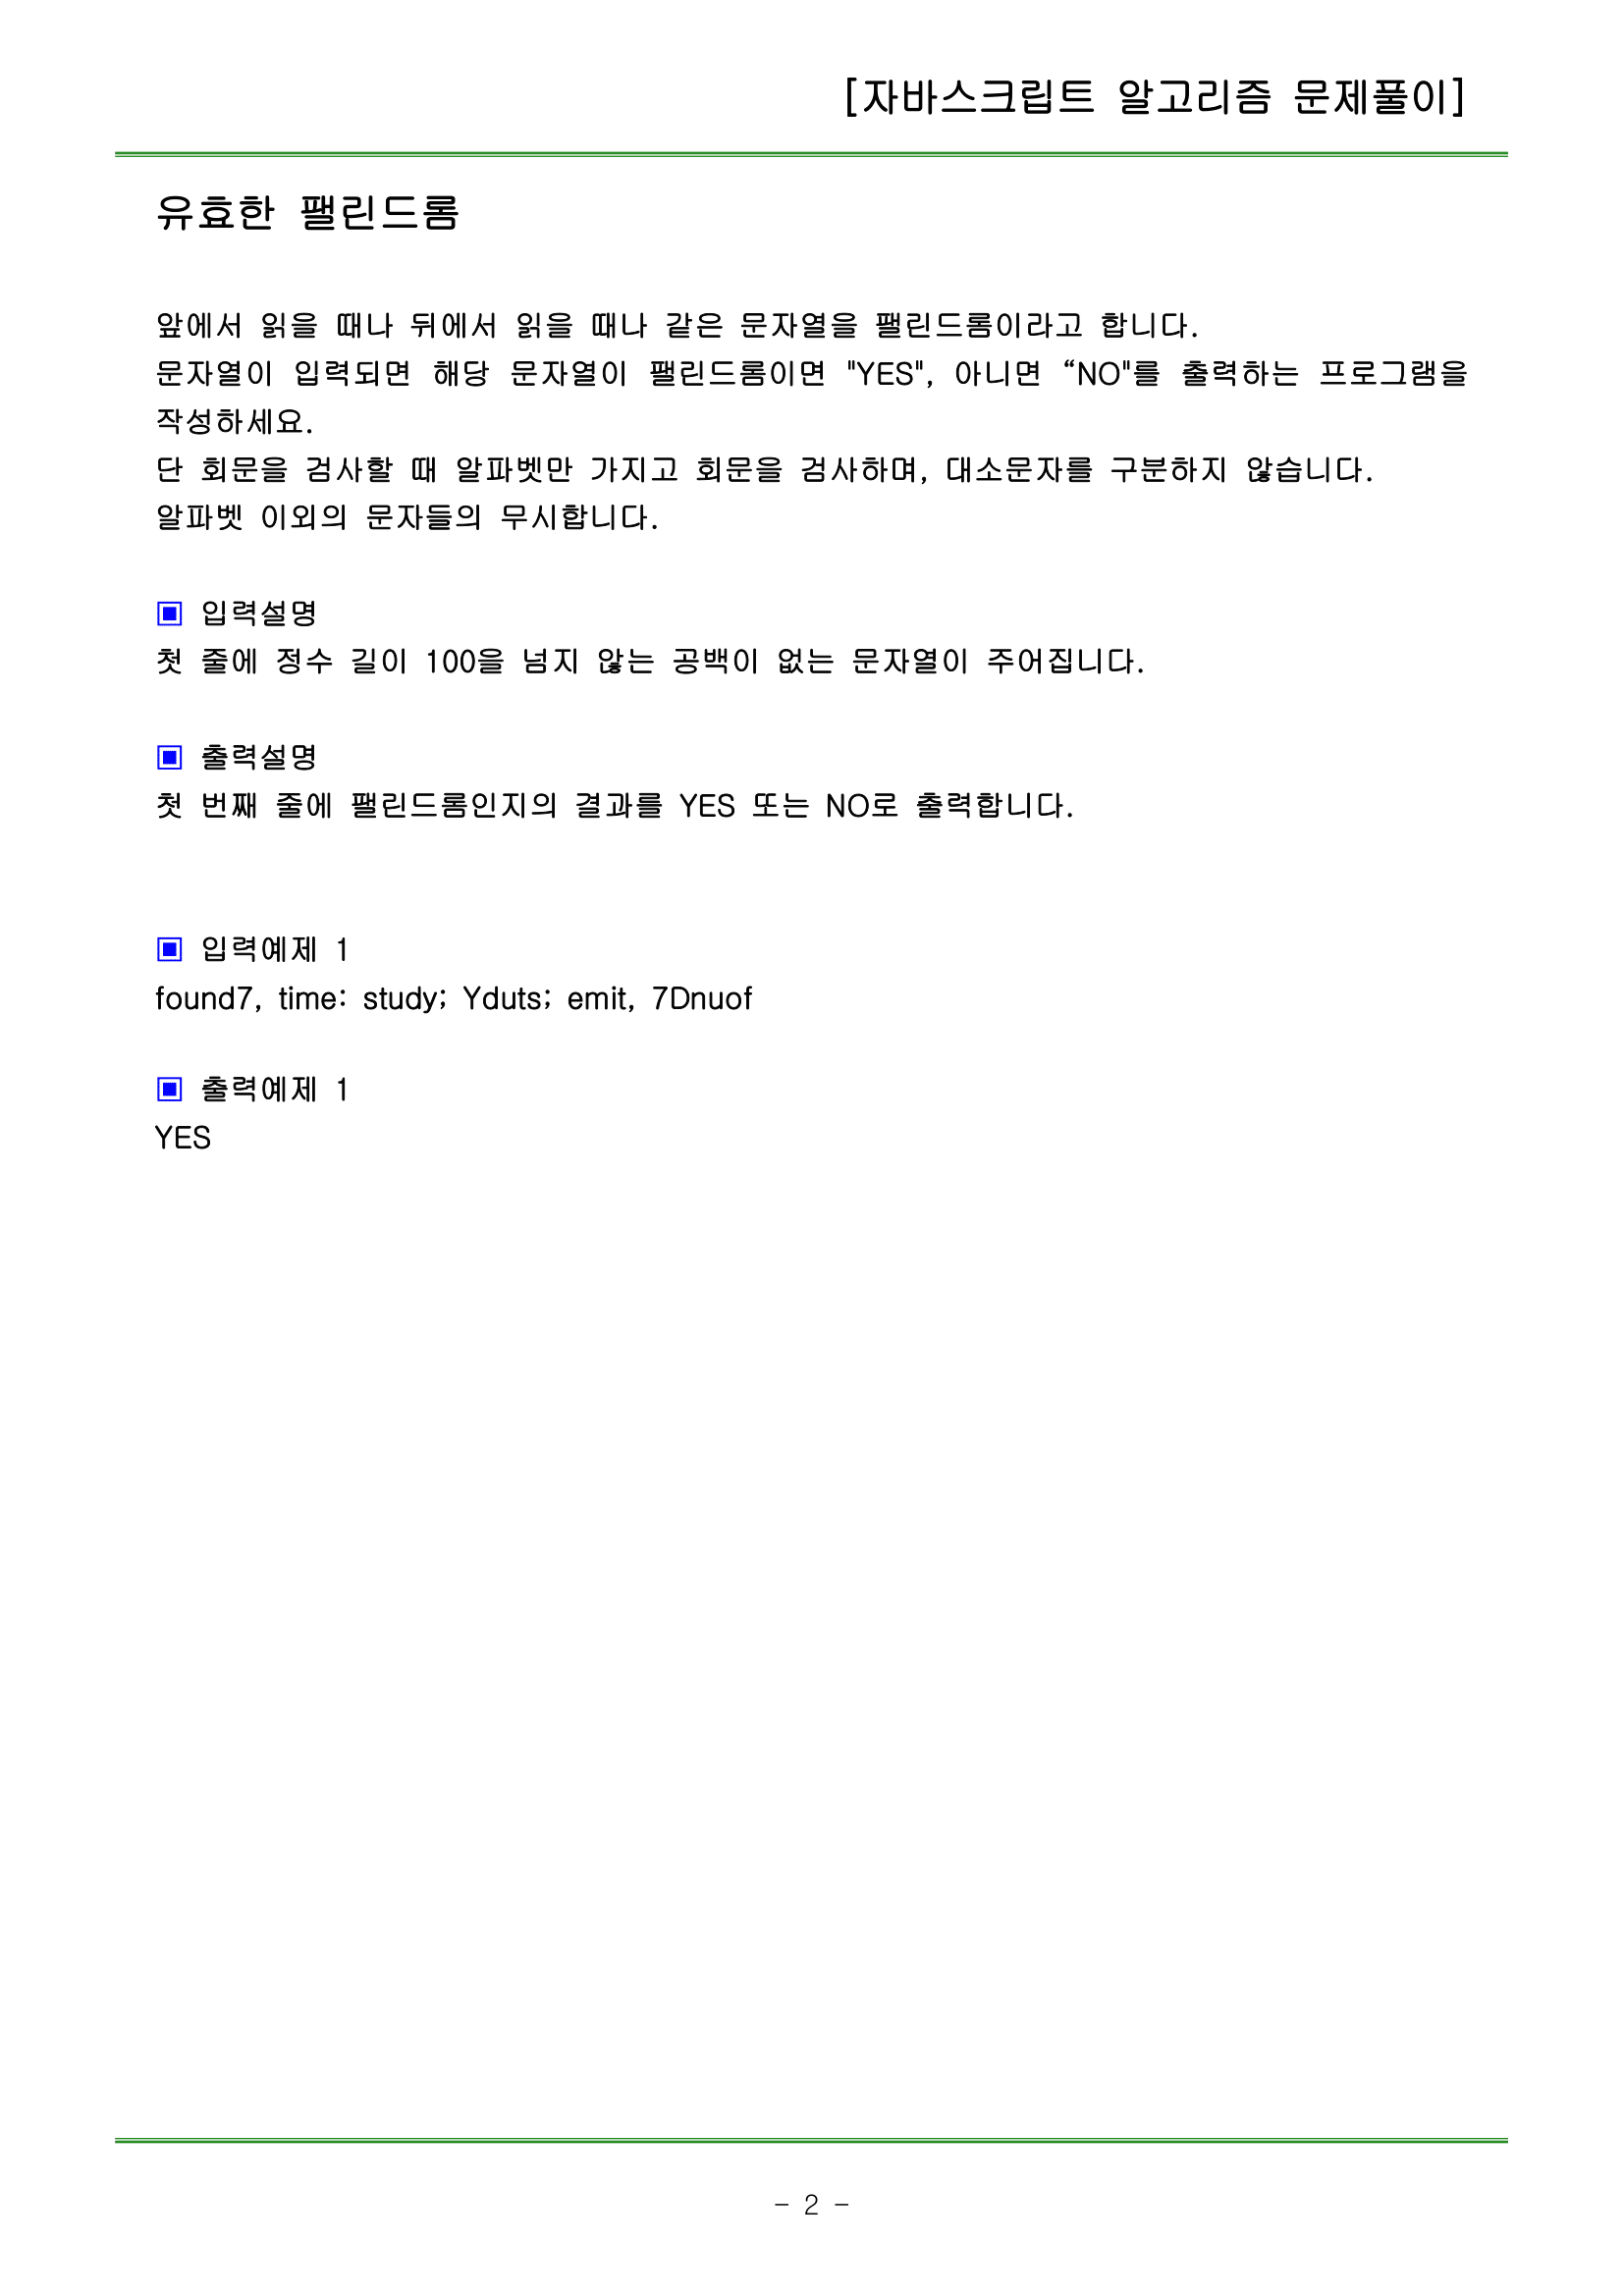 [자바스크립트 알고리즘 문제풀이]
유효한 팰린드롬
앞에서 읽을 때나 뒤에서 읽을 때나 같은 문자열을 팰린드롬이라고 합니다.
문자열이 입력되면 해당 문자열이 팰린드롬이면 "YES", 아니면 “NO"를 출력하는 프로그램을
작성하세요.
단 회문을 검사할 때 알파벳만 가지고 회문을 검사하며, 대소문자를 구분하지 않습니다.
알파벳 이외의 문자들의 무시합니다.
▣ 입력설명
첫 줄에 정수 길이 100을 넘지 않는 공백이 없는 문자열이 주어집니다.
▣ 출력설명
첫 번째 줄에 팰린드롬인지의 결과를 YES 또는 NO로 출력합니다.
▣ 입력예제 1
found7, time: study; Yduts; emit, 7Dnuof
▣ 출력예제 1
YES
- 2 -